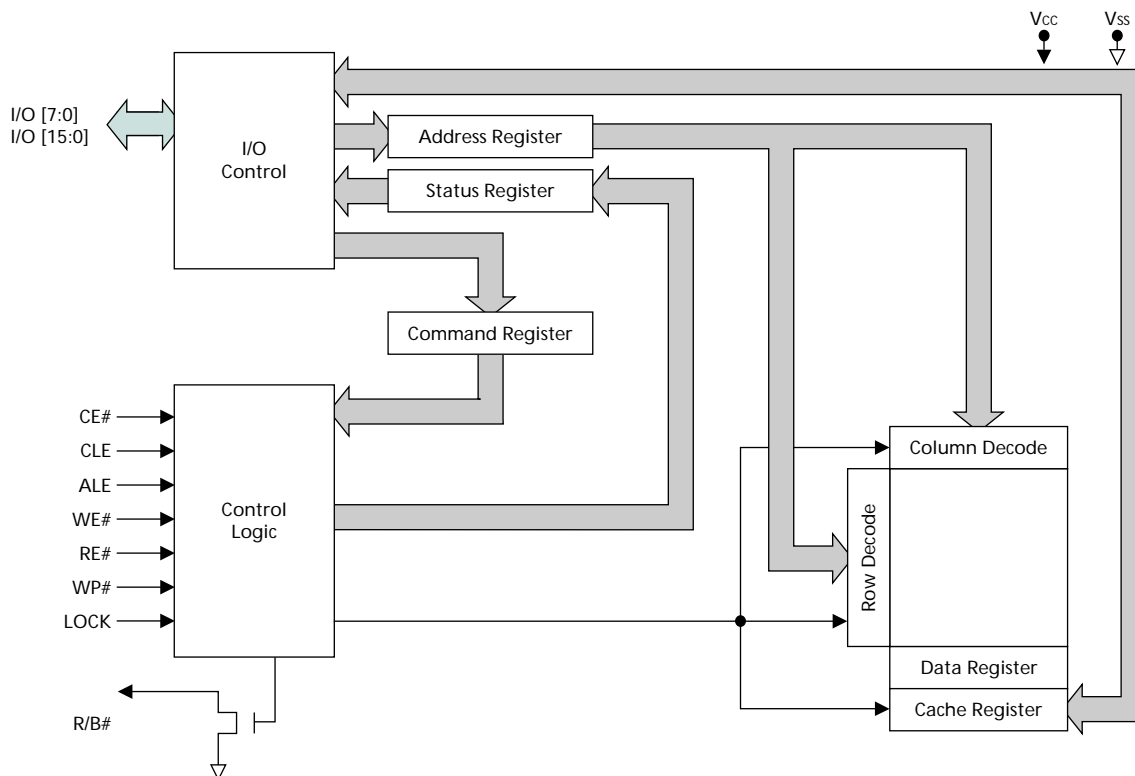 VCC
VSS
I/O [7:0]
I/O [15:0]
I/O
Control
Address Register
Status Register
Command Register
CE#
CLE
ALE
WE#
RE#
WP#
LOCK
Control
Logic
Column Decode
Row Decode
Data Register
Cache Register
R/B#